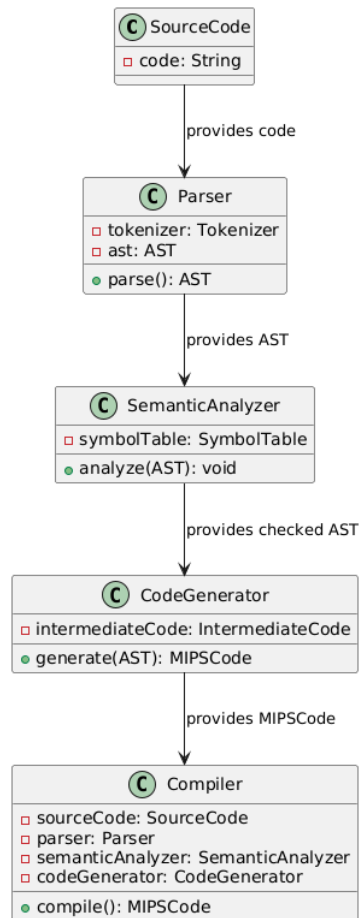 C SourceCode
code: String
provides code
C Parser
tokenizer: Tokenizer
ast: AST
parse(): AST
provides AST
C SemanticAnalyzer
symbolTable: SymbolTable
analyze(AST): void
provides checked AST
C CodeGenerator
intermediateCode: IntermediateCode
generate(AST): MIPSCode
provides MIPSCode
C Compiler
sourceCode: SourceCode
parser: Parser
semanticAnalyzer: SemanticAnalyzer
codeGenerator: CodeGenerator
compile(): MIPSCode